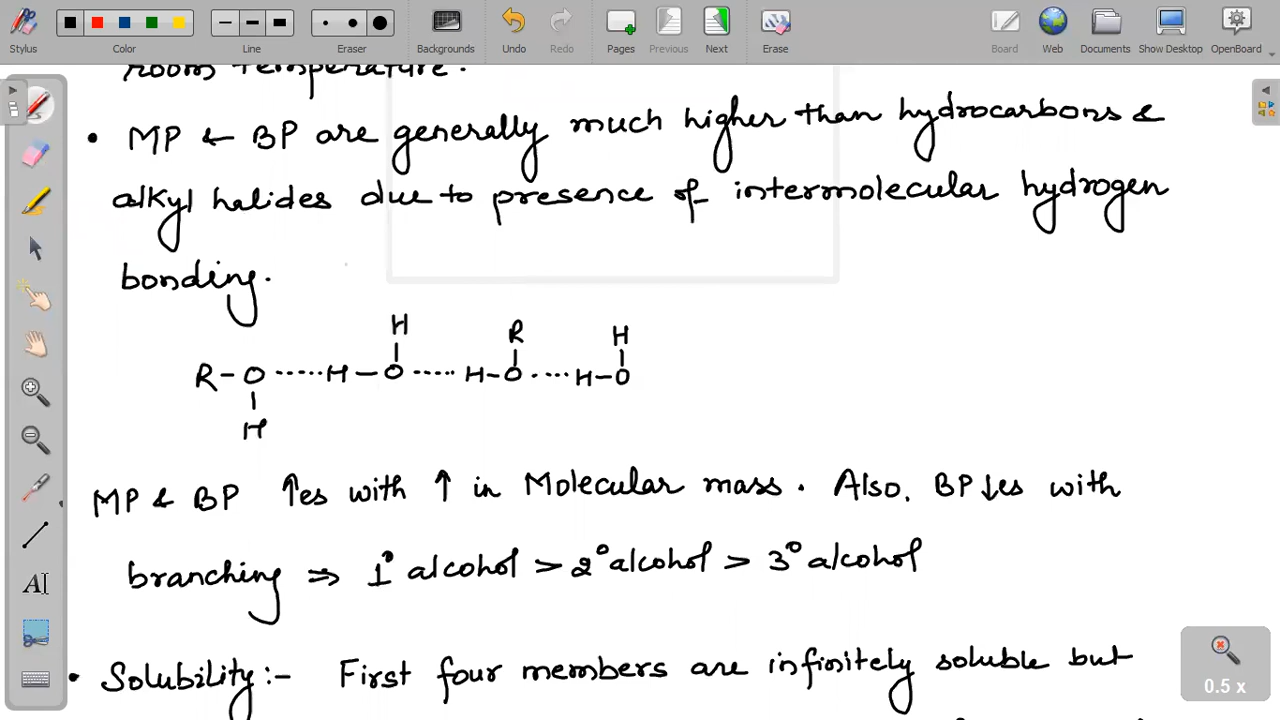 Stylus Color Line Eraser Backgrounds Undo Redo Pages Previous Next Erase Board Web Documents Show Desktop OpenBoard
room temperature.
• MP & BP are generally much higher than hydrocarbons &
alkyl halides due to presence of intermolecular hydrogen
bonding.
H R H
R-O·····H-O·····H-O····H-O
H
MP & BP ↑es with ↑ in Molecular mass. Also, BP ↓es with
branching ⇒ 1° alcohol > 2° alcohol > 3° alcohol
• Solubility :- First four members are infinitely soluble but
0.5 x